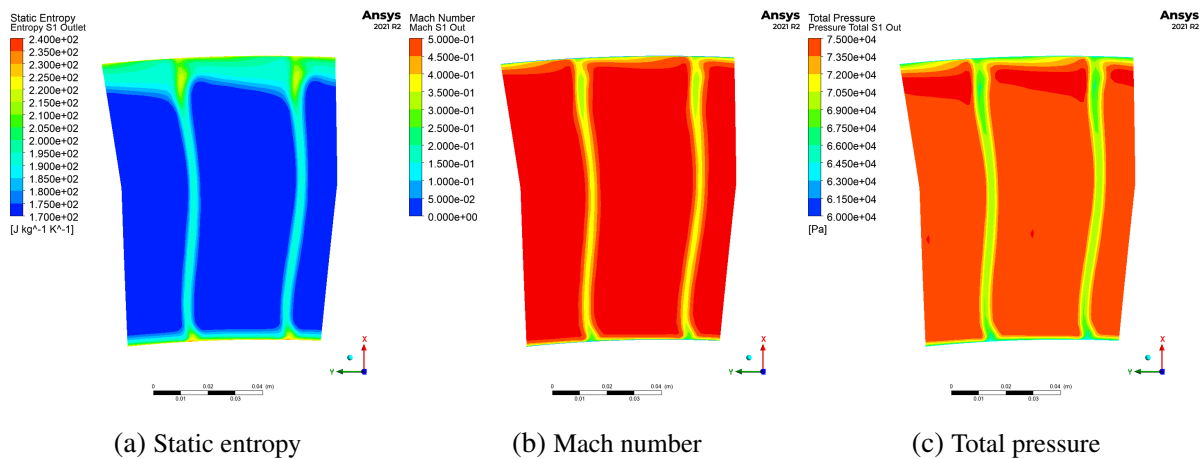 Static Entropy
Entropy S1 Outlet
2.400e+02
2.350e+02
2.300e+02
2.250e+02
2.200e+02
2.150e+02
2.100e+02
2.050e+02
2.000e+02
1.950e+02
1.900e+02
1.850e+02
1.800e+02
1.750e+02
1.700e+02
[J kg^-1 K^-1]
Ansys
2021 R2
X
Y
0 0.02 0.04 (m)
0.01 0.03
(a) Static entropy
Mach Number
Mach S1 Out
5.000e-01
4.500e-01
4.000e-01
3.500e-01
3.000e-01
2.500e-01
2.000e-01
1.500e-01
1.000e-01
5.000e-02
0.000e+00
Ansys
2021 R2
X
Y
0 0.02 0.04 (m)
0.01 0.03
(b) Mach number
Total Pressure
Pressure Total S1 Out
7.500e+04
7.350e+04
7.200e+04
7.050e+04
6.900e+04
6.750e+04
6.600e+04
6.450e+04
6.300e+04
6.150e+04
6.000e+04
[Pa]
Ansys
2021 R2
X
Y
0 0.02 0.04 (m)
0.01 0.03
(c) Total pressure